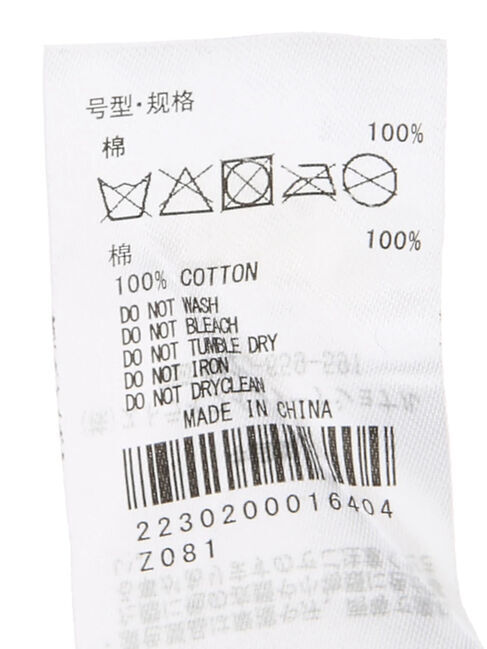 号型·规格
棉 100%
棉 100%
100% COTTON
DO NOT WASH
DO NOT BLEACH
DO NOT TUMBLE DRY
DO NOT IRON
DO NOT DRYCLEAN
MADE IN CHINA
2230200016404
Z081